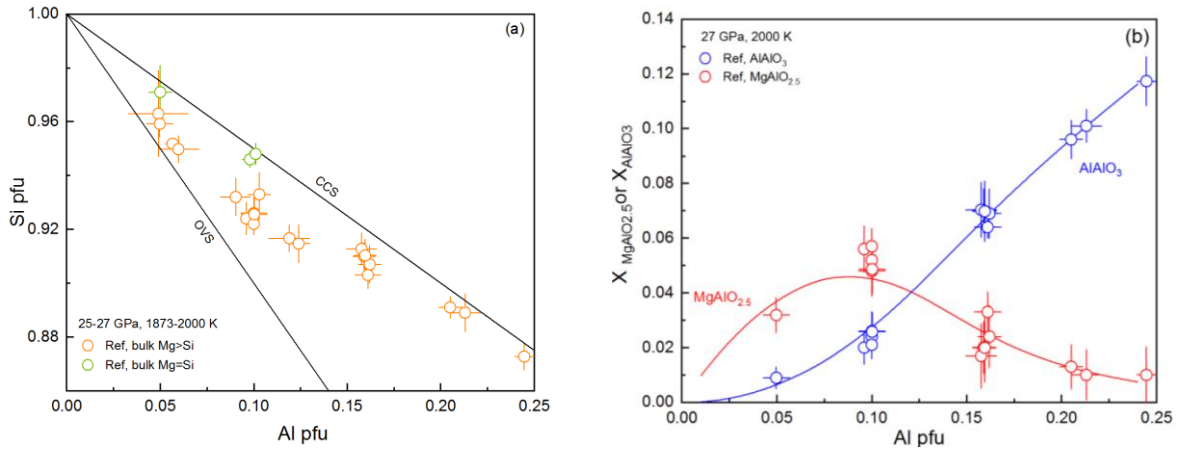 (a)
1.00
0.96
0.92
0.88
Si pfu
CCS
OVS
25-27 GPa, 1873-2000 K
Ref, bulk Mg>Si
Ref, bulk Mg=Si
0.00 0.05 0.10 0.15 0.20 0.25
Al pfu
(b)
0.14
0.12
0.10
0.08
0.06
0.04
0.02
0.00
X MgAlO2.5 or XAlAlO3
27 GPa, 2000 K
Ref, AlAlO3
Ref, MgAlO2.5
AlAlO3
MgAlO2.5
0.00 0.05 0.10 0.15 0.20 0.25
Al pfu